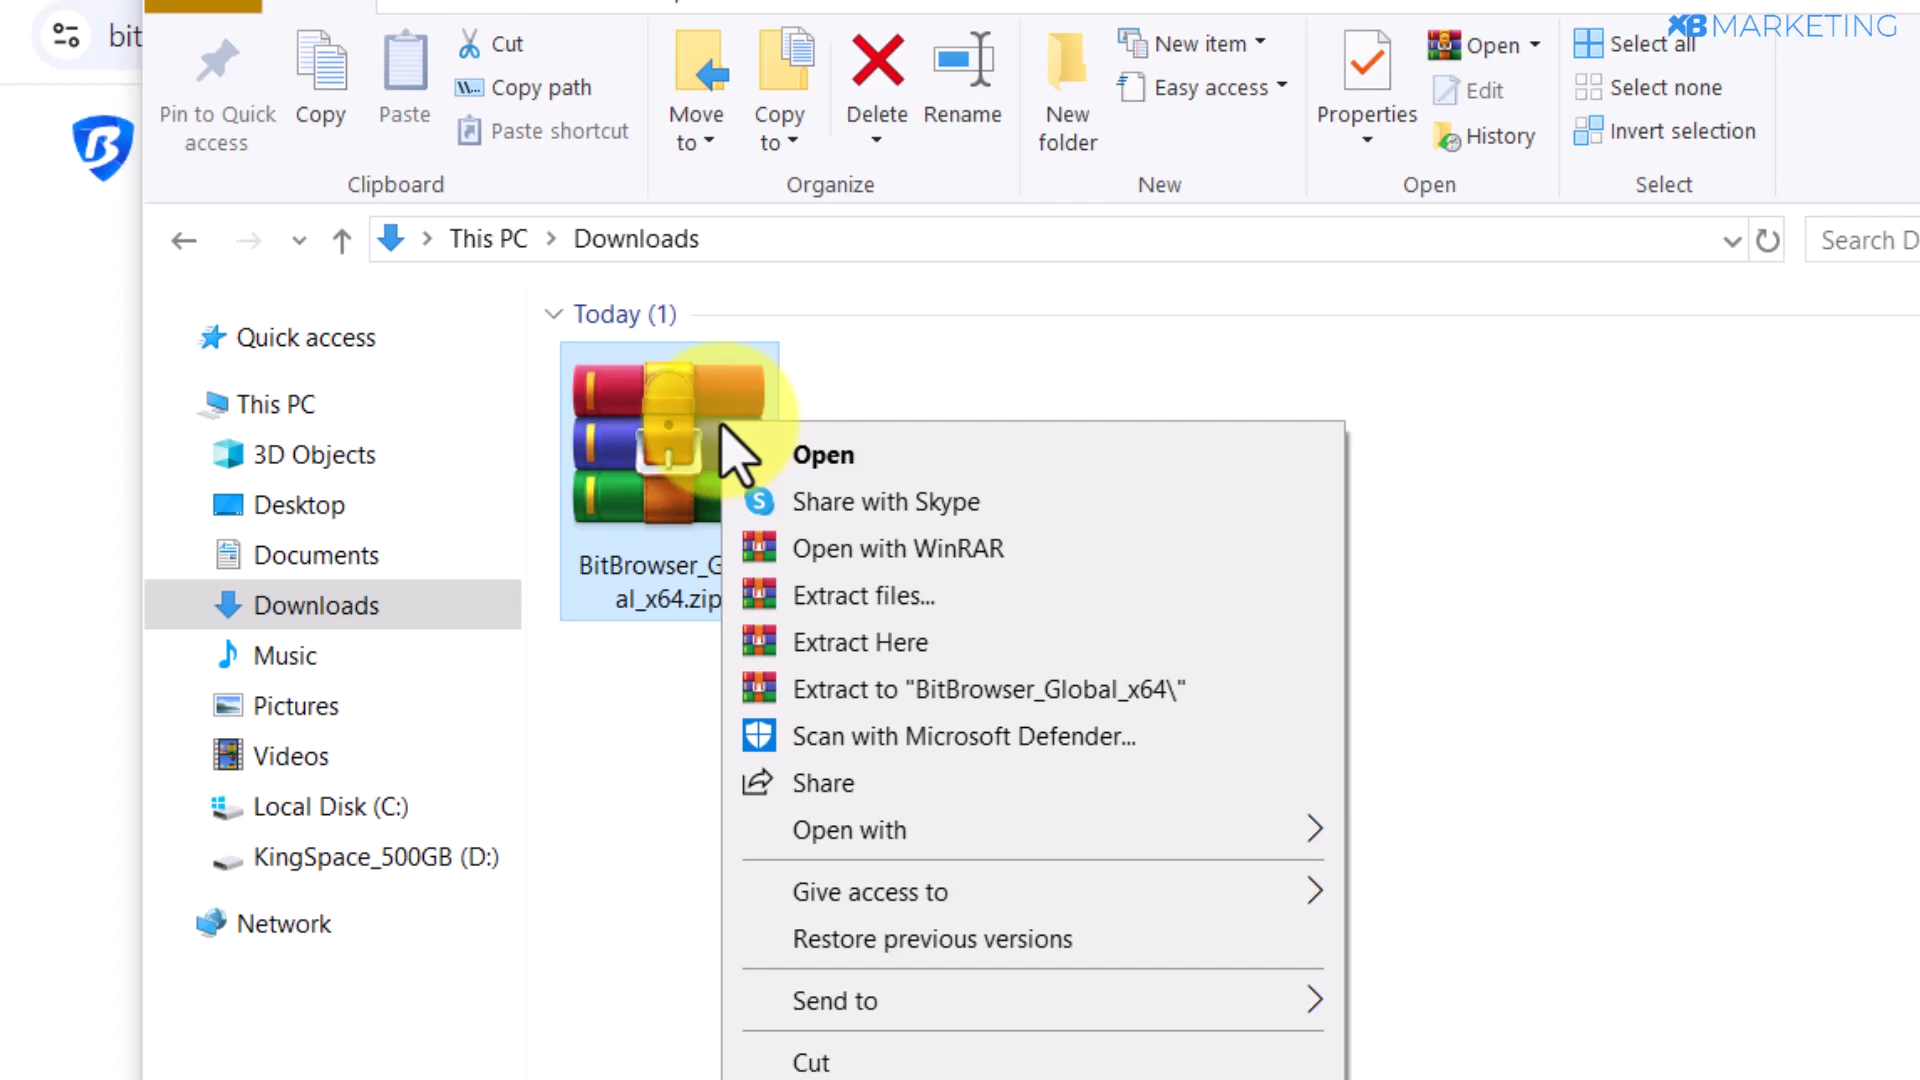 bit
XB MARKETING
Pin to Quick
access
Copy
Paste
Cut
Copy path
Paste shortcut
Clipboard
Move
to
Copy
to
Delete
Rename
Organize
New
folder
New item
Easy access
New
Properties
Open
Edit
History
Open
Select all
Select none
Invert selection
Select
This PC
Downloads
Search D
Quick access
This PC
3D Objects
Desktop
Documents
Downloads
Music
Pictures
Videos
Local Disk (C:)
KingSpace_500GB (D:)
Network
Today (1)
BitBrowser_G
al_x64.zip
Open
Share with Skype
Open with WinRAR
Extract files...
Extract Here
Extract to "BitBrowser_Global_x64\"
Scan with Microsoft Defender...
Share
Open with
Give access to
Restore previous versions
Send to
Cut